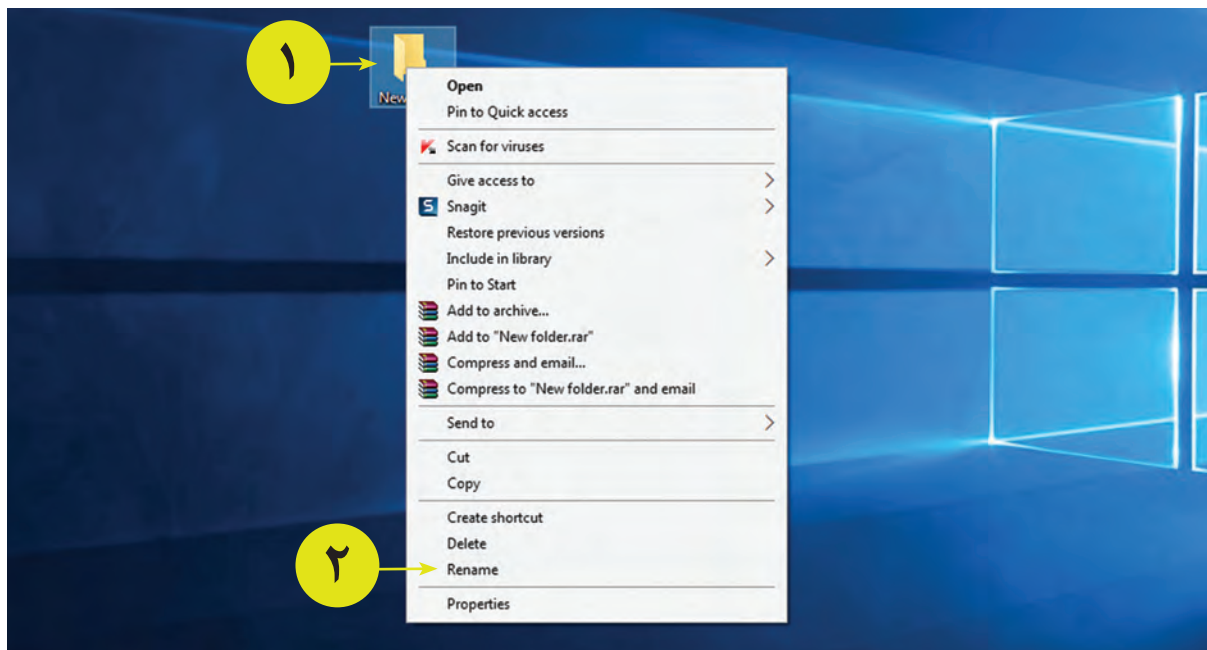 ١
New
Open
Pin to Quick access
Scan for viruses
Give access to
Snagit
Restore previous versions
Include in library
Pin to Start
Add to archive...
Add to "New folder.rar"
Compress and email...
Compress to "New folder.rar" and email
Send to
Cut
Copy
Create shortcut
Delete
٢
Rename
Properties